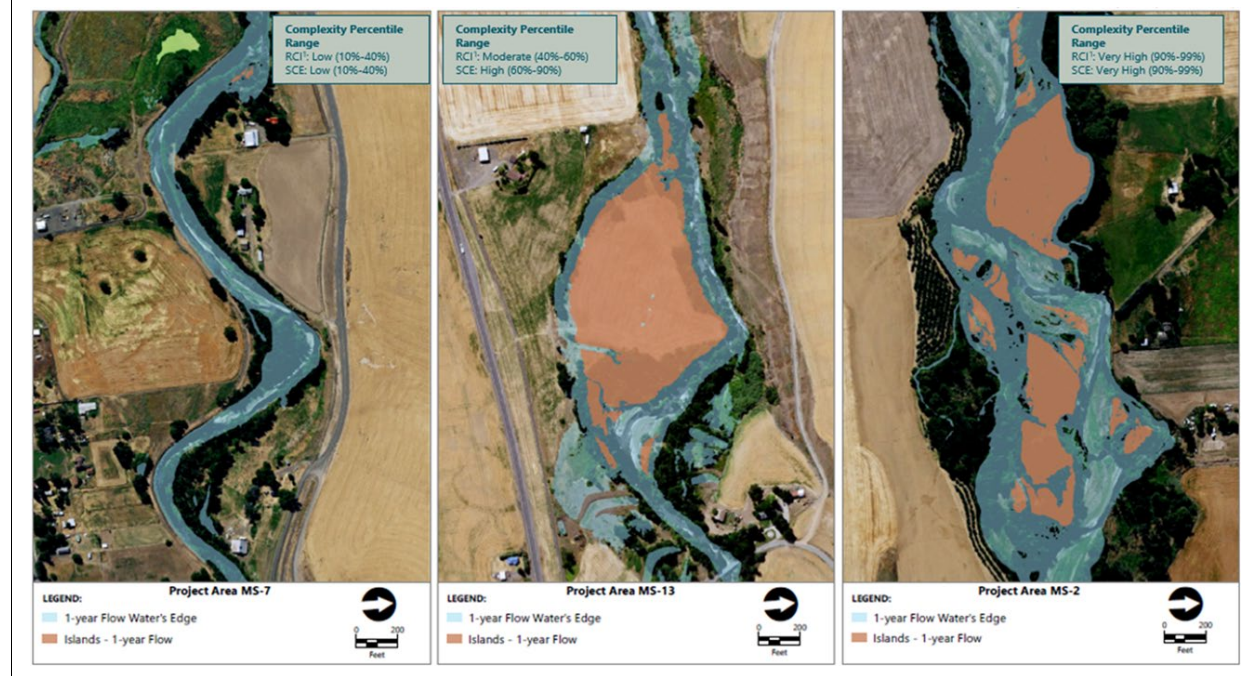 Complexity Percentile
Range
RCI¹: Low (10%-40%)
SCE: Low (10%-40%)
Project Area MS-7
LEGEND:
1-year Flow Water's Edge
Islands - 1-year Flow
0 200
Feet
Complexity Percentile
Range
RCI¹: Moderate (40%-60%)
SCE: High (60%-90%)
Project Area MS-13
LEGEND:
1-year Flow Water's Edge
Islands - 1-year Flow
0 200
Feet
Complexity Percentile
Range
RCI¹: Very High (90%-99%)
SCE: Very High (90%-99%)
Project Area MS-2
LEGEND:
1-year Flow Water's Edge
Islands - 1-year Flow
0 200
Feet